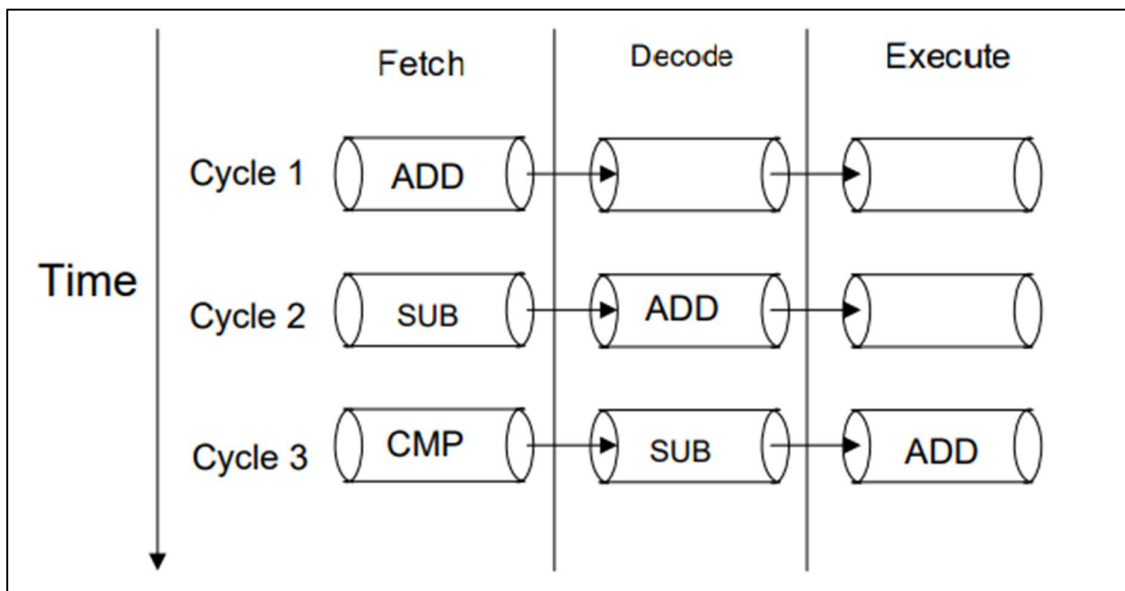 Fetch Decode Execute
Cycle 1 ADD
Time
Cycle 2 SUB ADD
Cycle 3 CMP SUB ADD